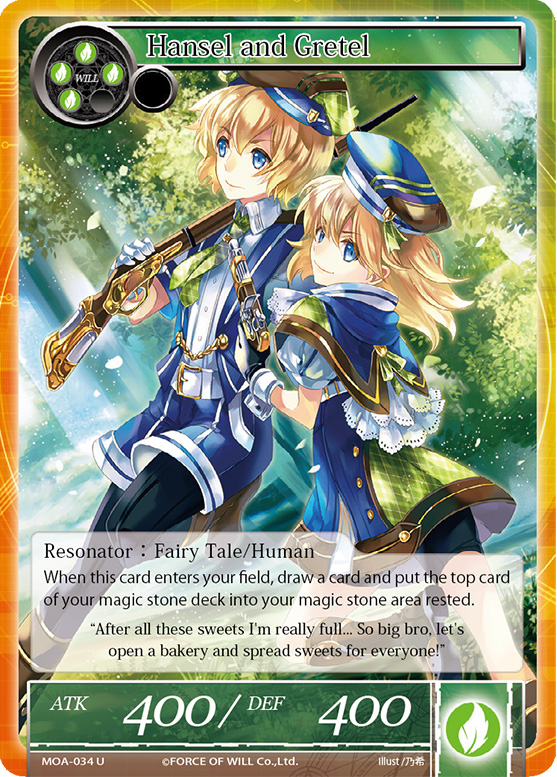 Hansel and Gretel
WILL
Resonator : Fairy Tale/Human
When this card enters your field, draw a card and put the top card
of your magic stone deck into your magic stone area rested.
“After all these sweets I'm really full... So big bro, let's
open a bakery and spread sweets for everyone!”
ATK 400 / DEF 400
MOA-034 U ©FORCE OF WILL Co.,Ltd. Illust /乃希